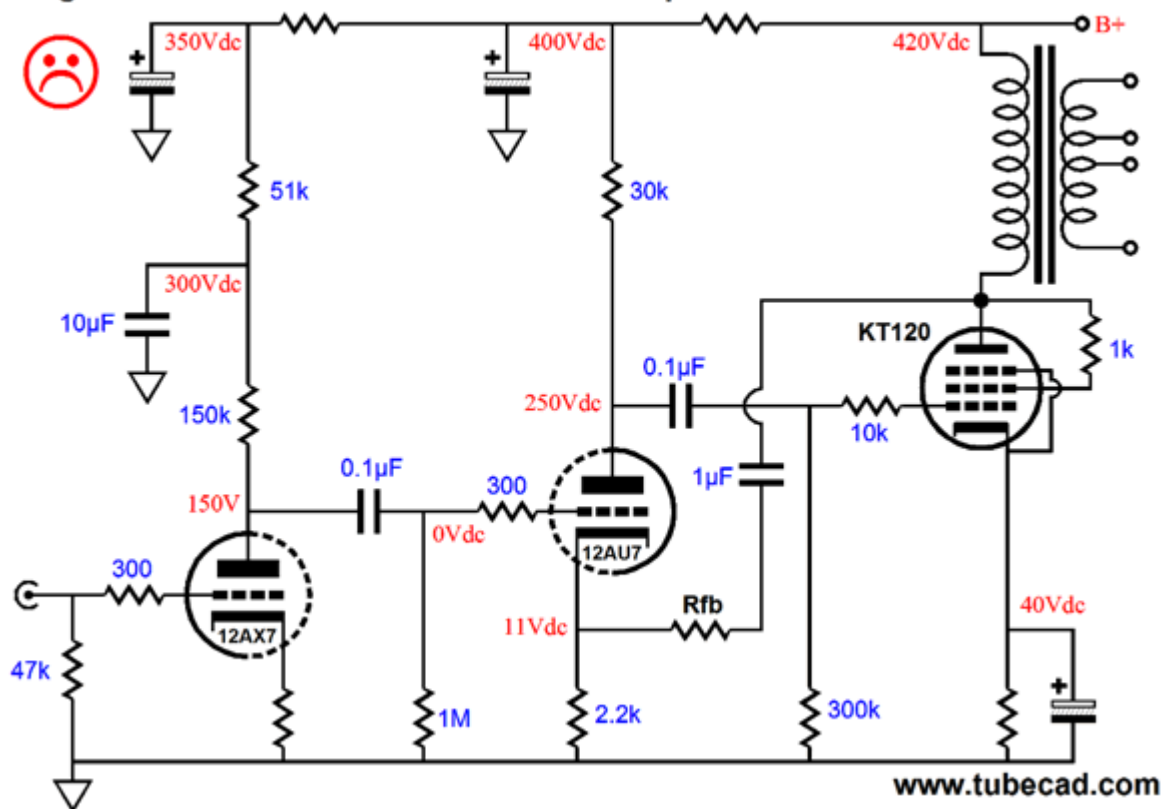 350Vdc
400Vdc
420Vdc
B+
+
+
51k
30k
300Vdc
10µF
KT120
1k
0.1µF
250Vdc
150k
10k
0.1µF
300
1µF
150V
0Vdc
12AU7
300
Rfb
40Vdc
11Vdc
12AX7
47k
+
1M
2.2k
300k
www.tubecad.com